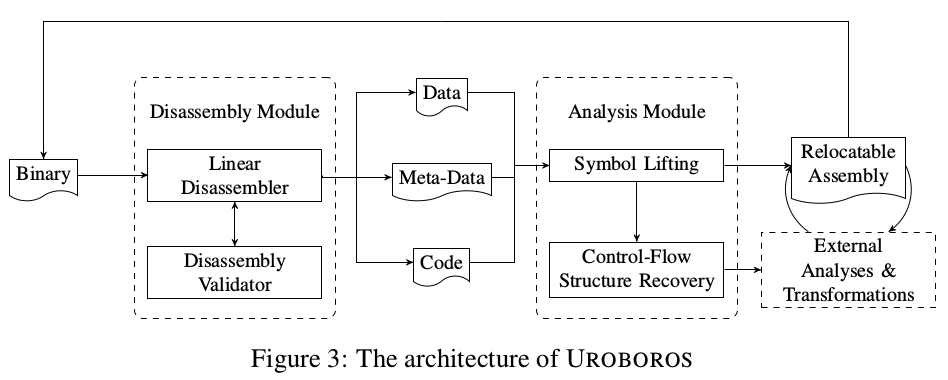 Disassembly Module
Linear
Disassembler
Disassembly
Validator
Binary
Data
Meta-Data
Code
Analysis Module
Symbol Lifting
Control-Flow
Structure Recovery
Relocatable
Assembly
External
Analyses &
Transformations
Figure 3: The architecture of UROBOROS